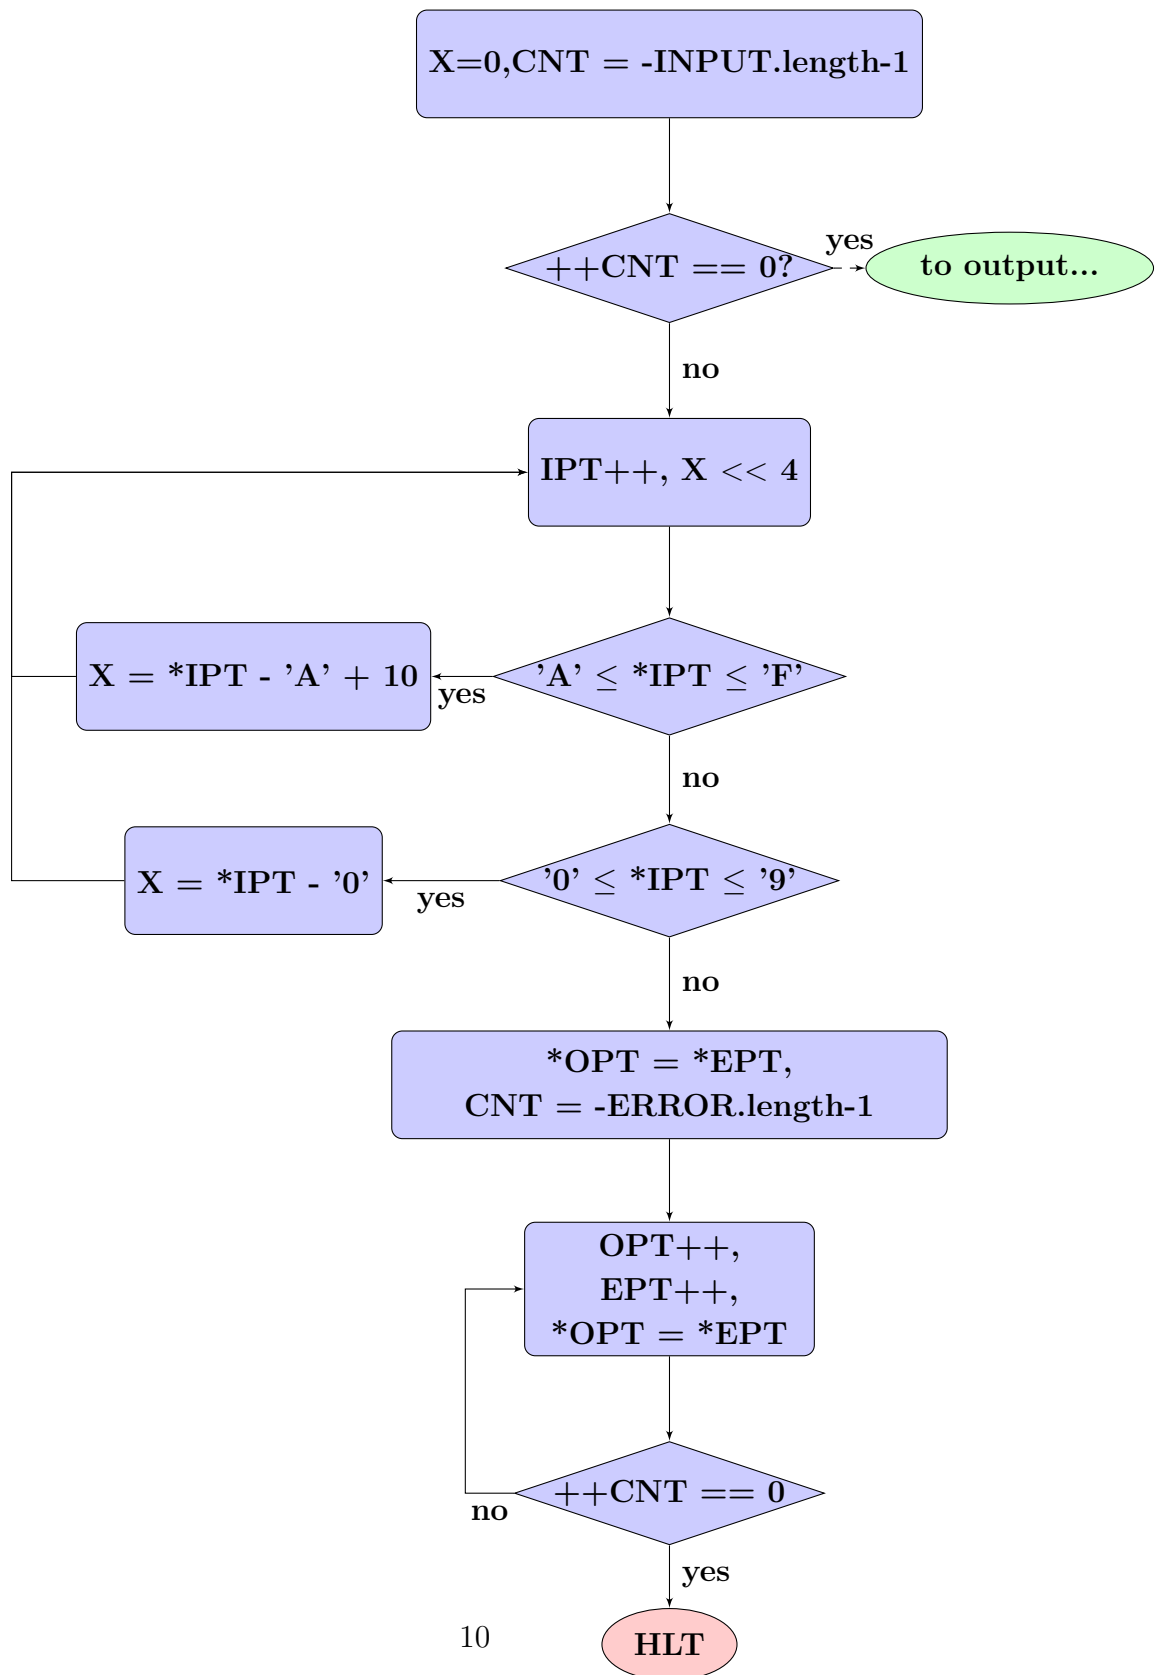 X=0,CNT = -INPUT.length-1
++CNT == 0?
yes
to output...
no
IPT++, X << 4
X = *IPT - 'A' + 10
yes
'A' ≤ *IPT ≤ 'F'
no
X = *IPT - '0'
yes
'0' ≤ *IPT ≤ '9'
no
*OPT = *EPT,
CNT = -ERROR.length-1
OPT++,
EPT++,
*OPT = *EPT
++CNT == 0
no
yes
HLT
10